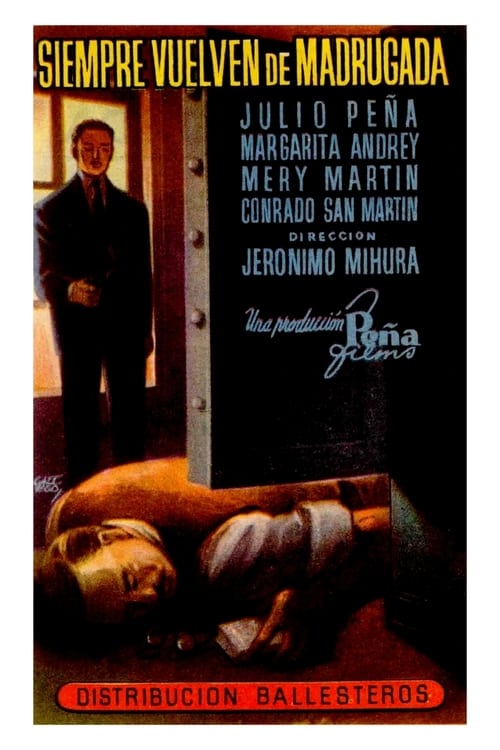 SIEMPRE VUELVEN DE MADRUGADA
JULIO PEÑA
MARGARITA ANDREY
MERY MARTIN
CONRADO SAN MARTIN
DIRECCION
JERONIMO MIHURA
Una producción Peña
films
DISTRIBUCION BALLESTEROS